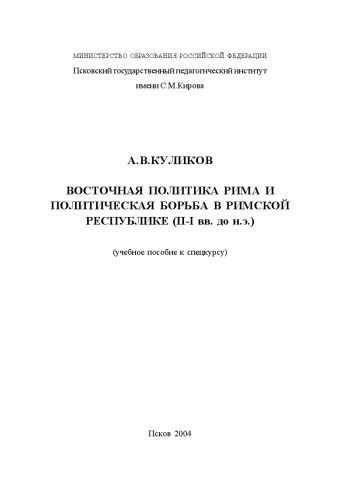 МИНИСТЕРСТВО ОБРАЗОВАНИЯ РОССИЙСКОЙ ФЕДЕРАЦИИ
Псковский государственный педагогический институт
имени С.М.Кирова
А.В.КУЛИКОВ
ВОСТОЧНАЯ ПОЛИТИКА РИМА И
ПОЛИТИЧЕСКАЯ БОРЬБА В РИМСКОЙ
РЕСПУБЛИКЕ (II-I вв. до н.э.)
(учебное пособие к спецкурсу)
Псков 2004